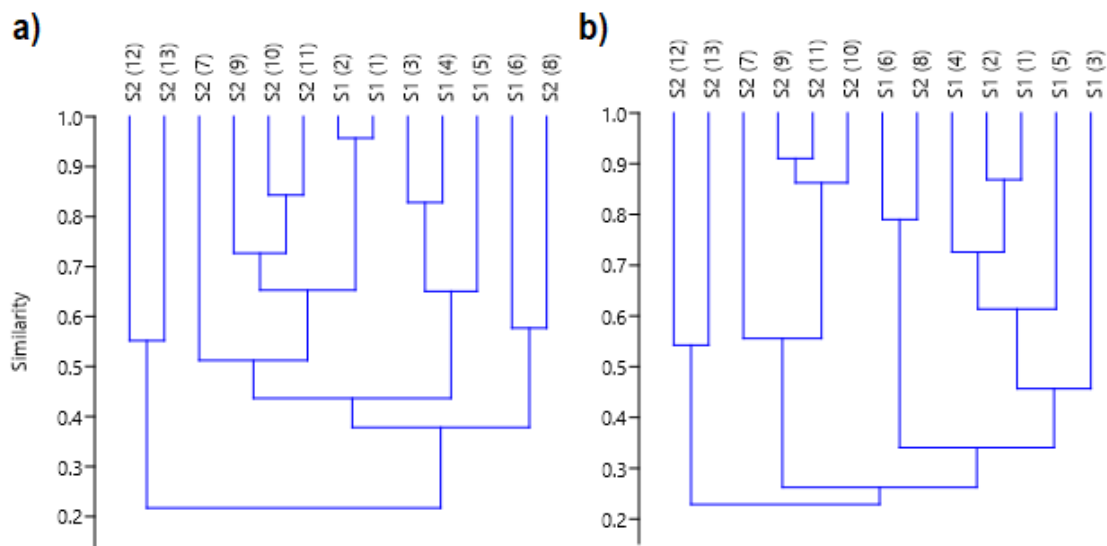 a)
S2 (12)
S2 (13)
S2 (7)
S2 (9)
S2 (10)
S2 (11)
S1 (2)
S1 (1)
S1 (3)
S1 (4)
S1 (5)
S1 (6)
S2 (8)
1.0
0.9
0.8
0.7
0.6
0.5
0.4
0.3
0.2
Similarity
b)
S2 (12)
S2 (13)
S2 (7)
S2 (9)
S2 (11)
S2 (10)
S1 (6)
S2 (8)
S1 (4)
S1 (2)
S1 (1)
S1 (5)
S1 (3)
1.0
0.9
0.8
0.7
0.6
0.5
0.4
0.3
0.2